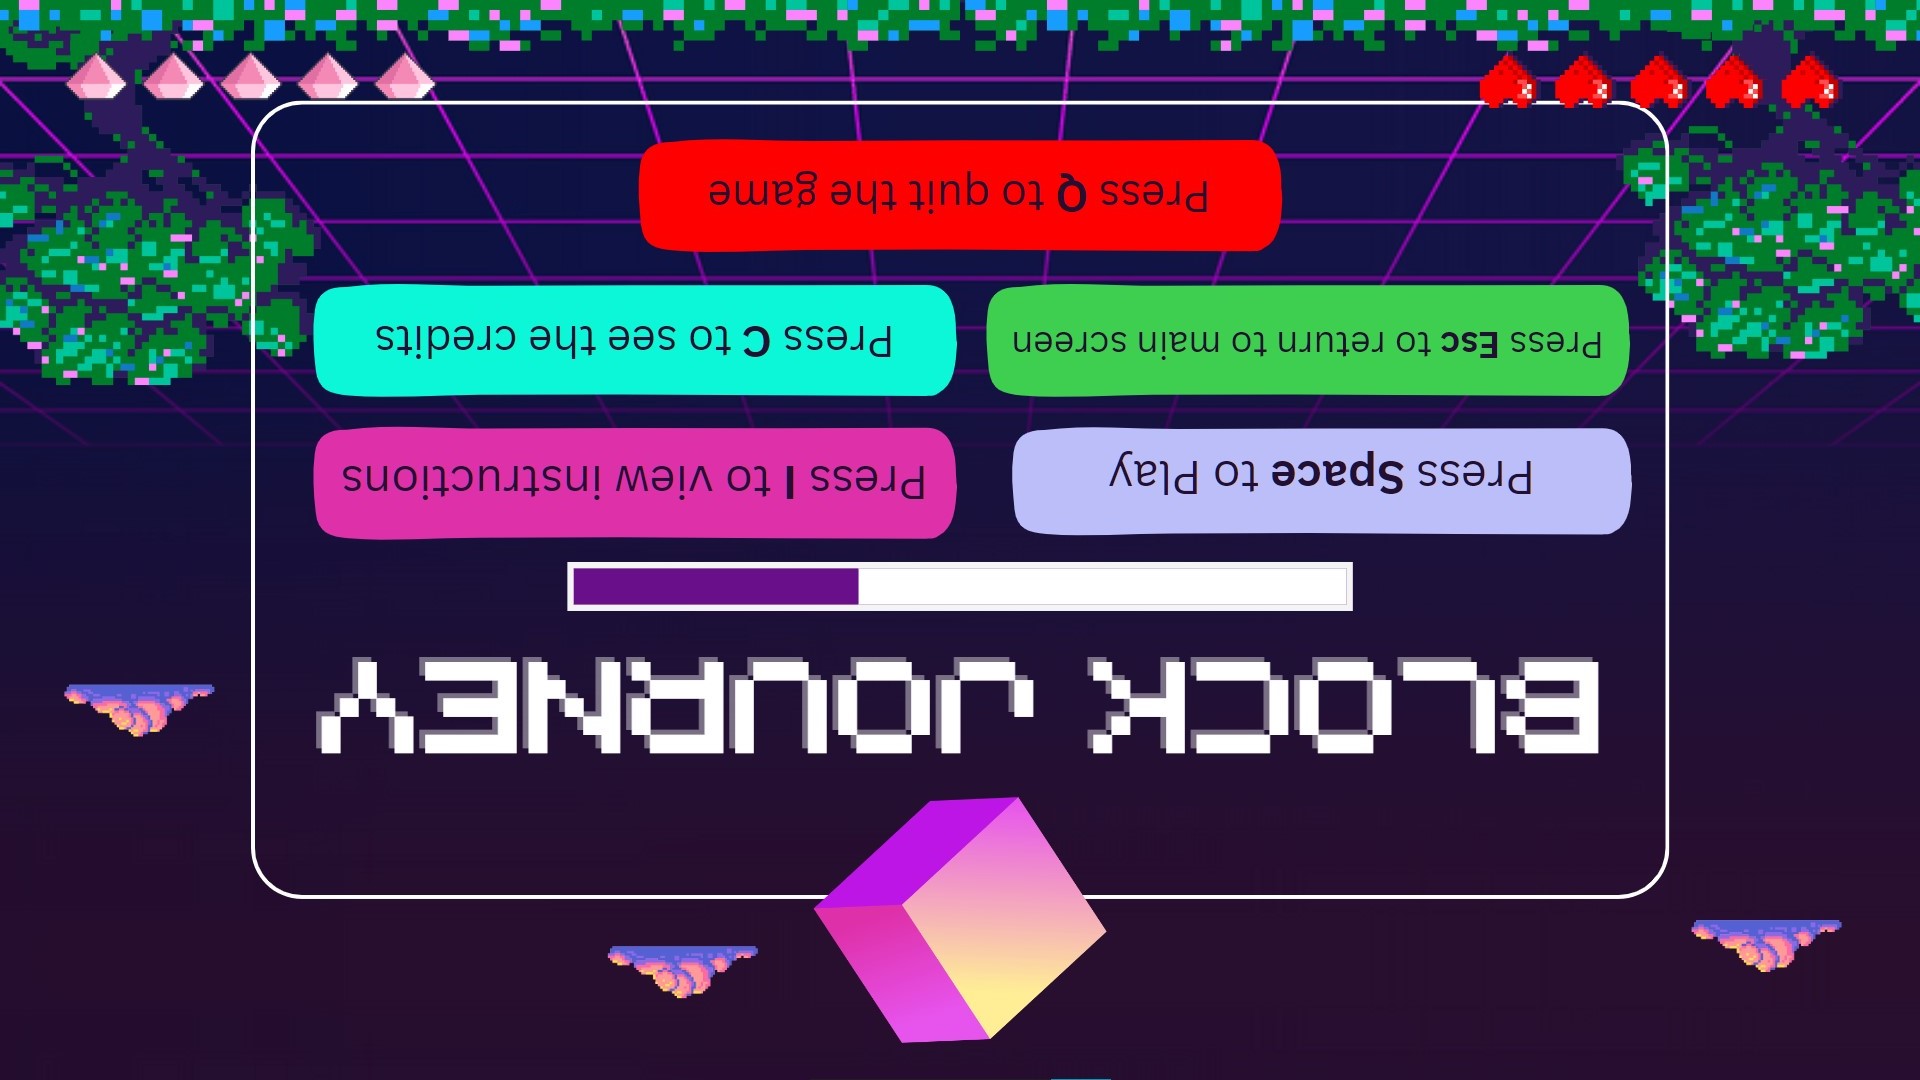 BLOCK JOURNEY
Press Space to Play
Press I to view instructions
Press Esc to return to main screen
Press C to see the credits
Press Q to quit the game